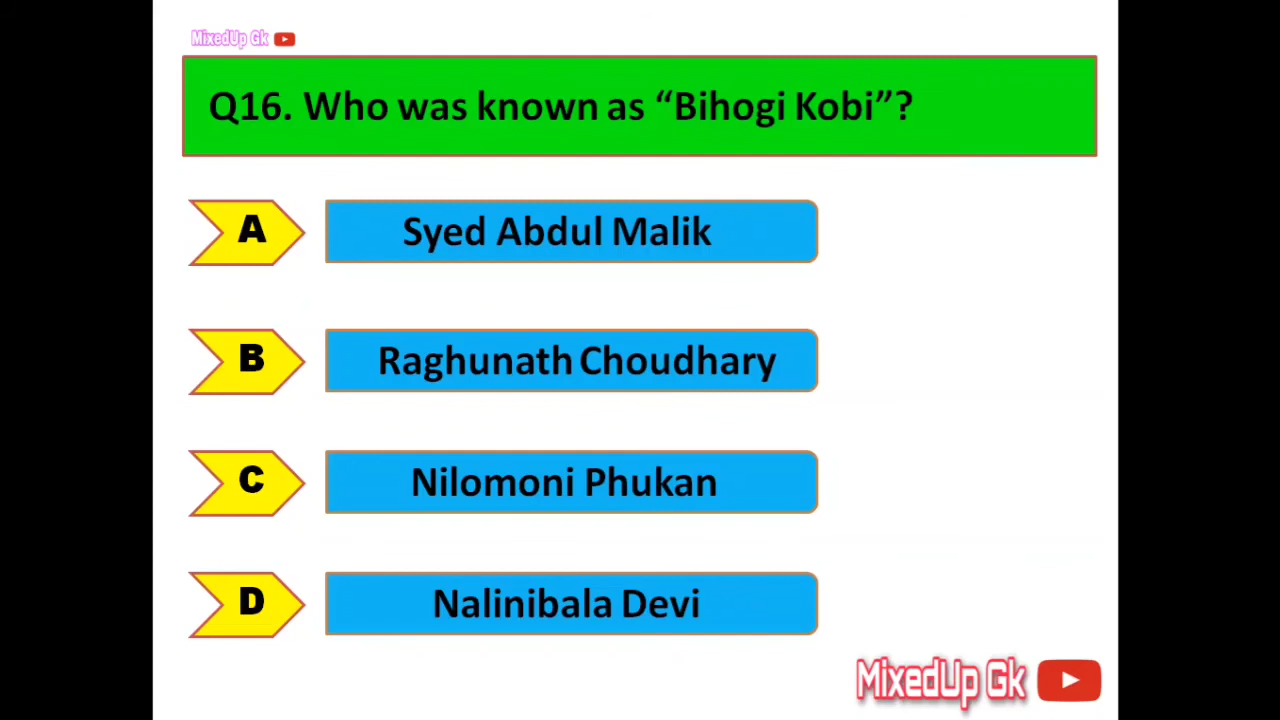 MixedUp Gk
Q16. Who was known as “Bihogi Kobi”?
A
Syed Abdul Malik
B
Raghunath Choudhary
C
Nilomoni Phukan
D
Nalinibala Devi
MixedUp Gk